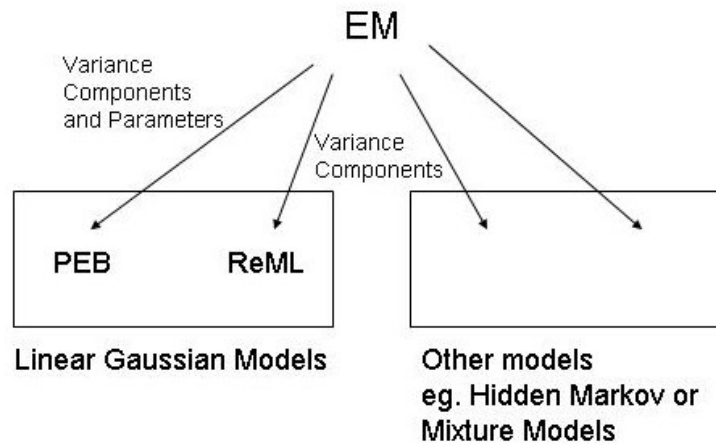 EM
Variance
Components
and Parameters
Variance
Components
PEB
ReML
Linear Gaussian Models
Other models
eg. Hidden Markov or
Mixture Models